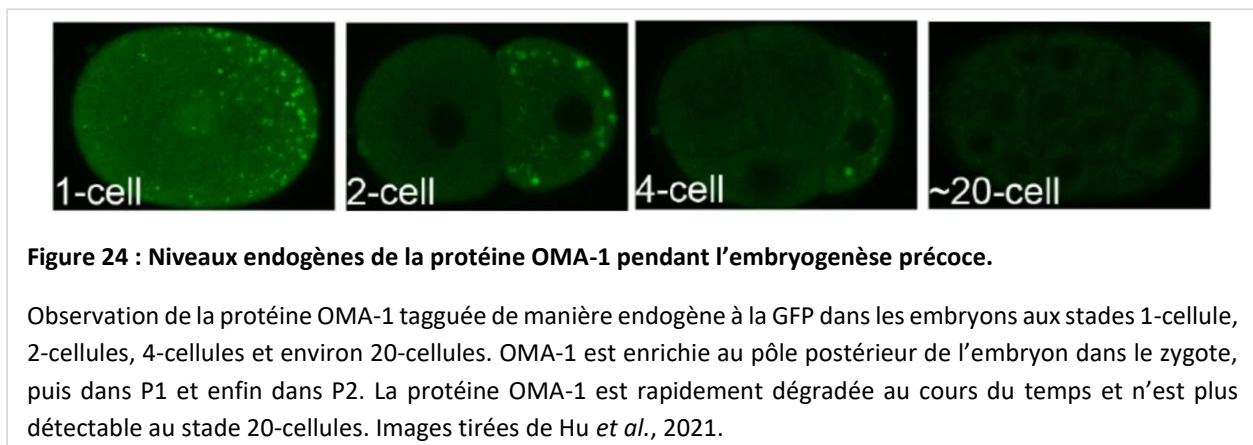 1-cell
2-cell
4-cell
~20-cell
Figure 24 : Niveaux endogènes de la protéine OMA-1 pendant l’embryogenèse précoce.
Observation de la protéine OMA-1 tagguée de manière endogène à la GFP dans les embryons aux stades 1-cellule,
2-cellules, 4-cellules et environ 20-cellules. OMA-1 est enrichie au pôle postérieur de l’embryon dans le zygote,
puis dans P1 et enfin dans P2. La protéine OMA-1 est rapidement dégradée au cours du temps et n’est plus
détectable au stade 20-cellules. Images tirées de Hu et al., 2021.